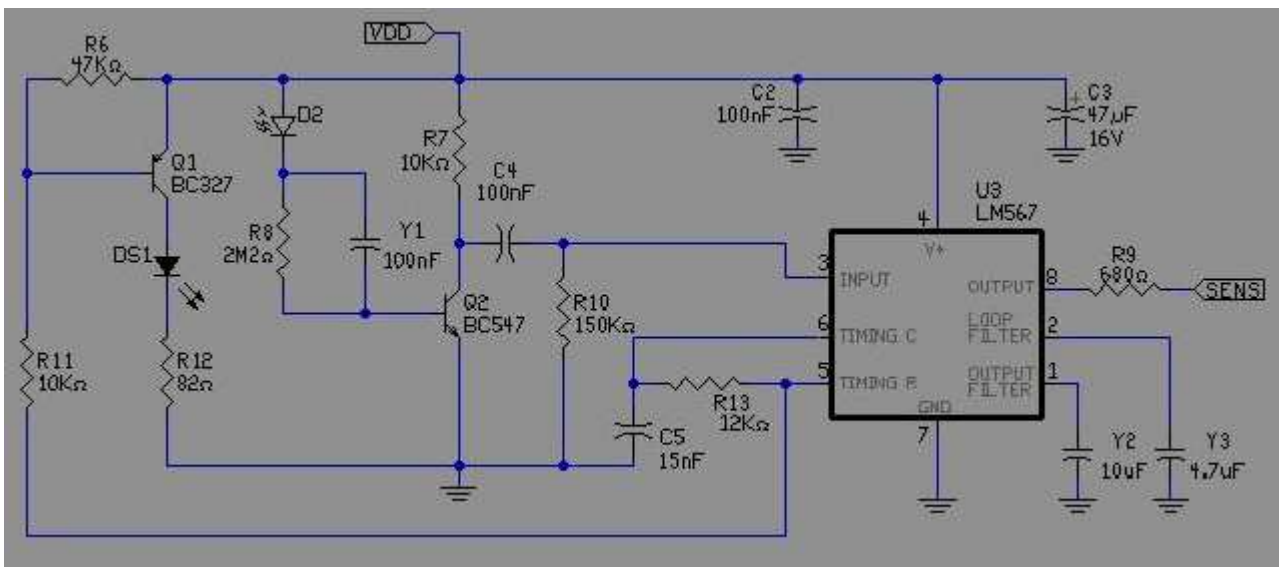 VDD
R6
47KΩ
D2
R7
10KΩ
C4
100nF
C2
100nF
+ C3
47µF
16V
Q1
BC327
DS1
R8
2M2Ω
Y1
100nF
Q2
BC547
R10
150KΩ
U3
LM567
4
V+
3
INPUT
OUTPUT
8
R9
680Ω
SENS
6
TIMING C
LOOP
FILTER
2
5
TIMING R
OUTPUT
FILTER
1
GND
7
R11
10KΩ
R12
82Ω
R13
12KΩ
C5
15nF
Y2
10uF
Y3
4.7uF